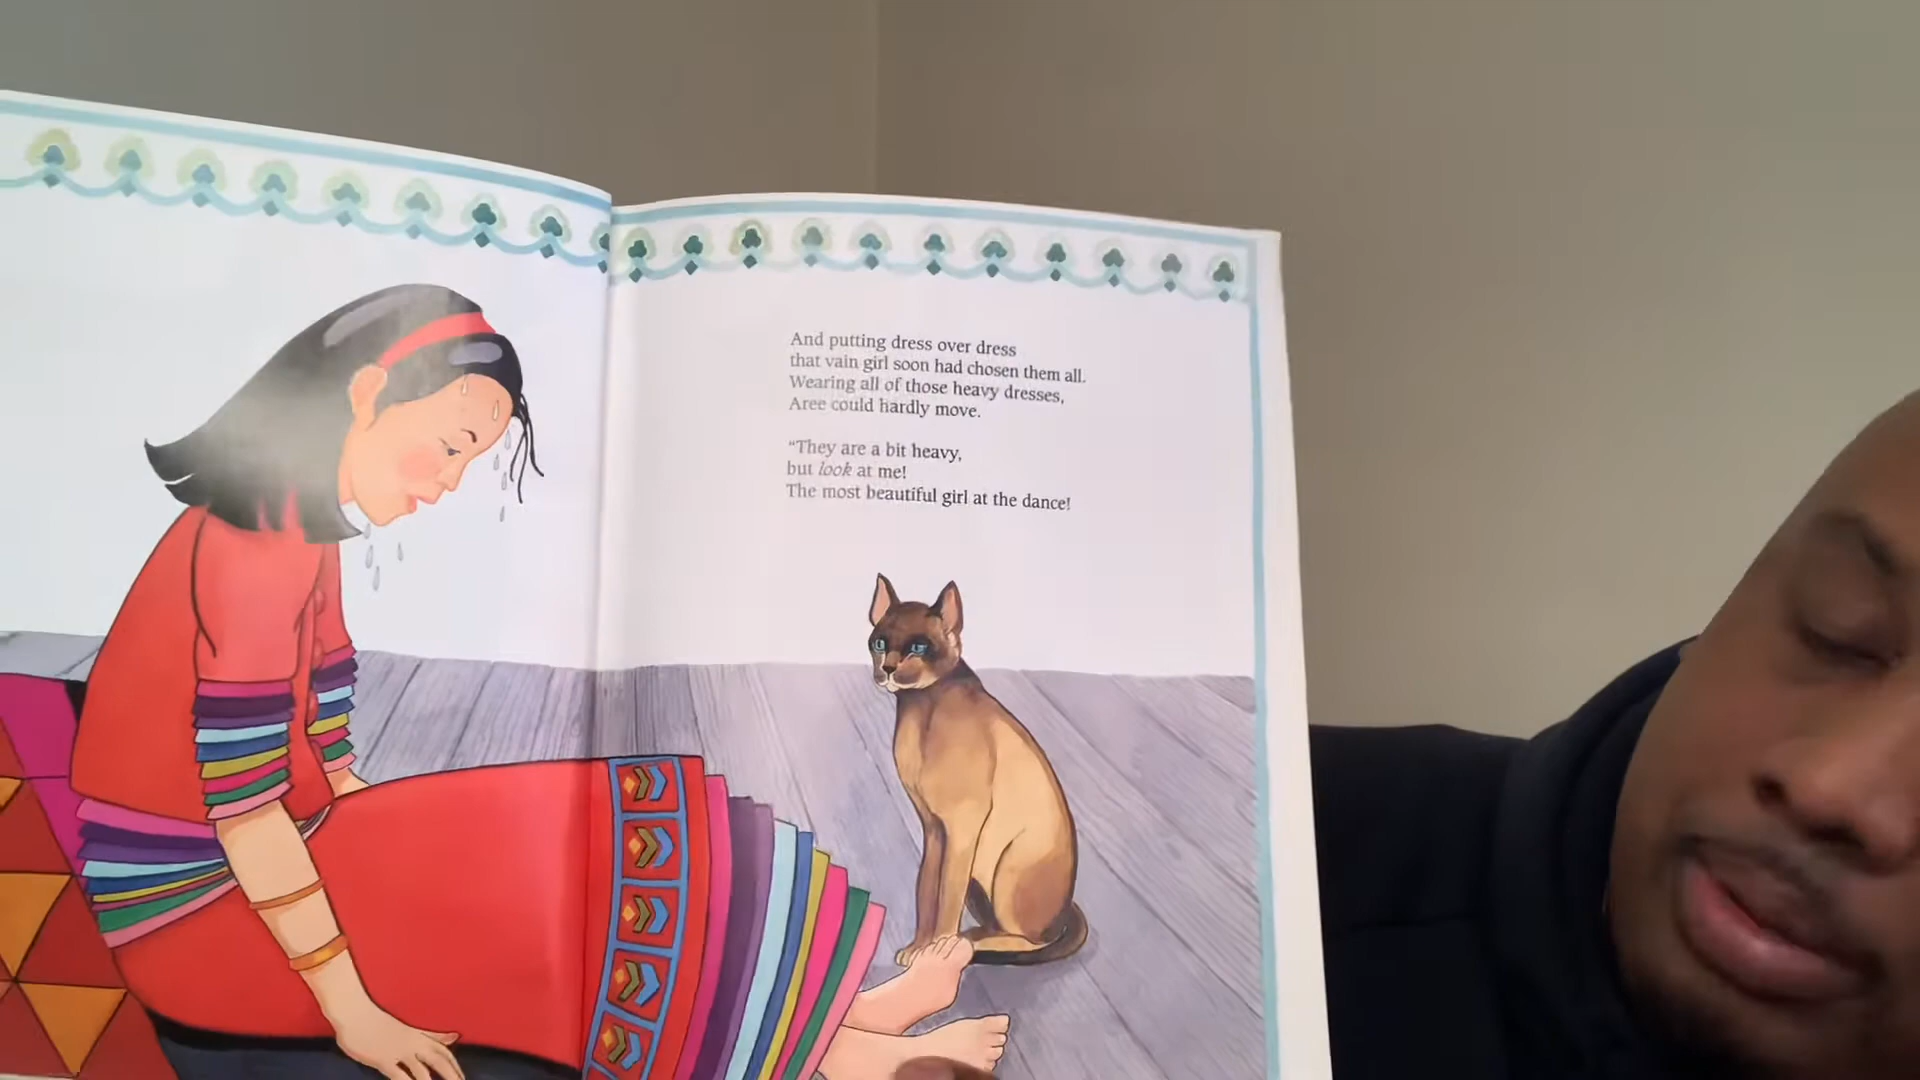 And putting dress over dress
that vain girl soon had chosen them all.
Wearing all of those heavy dresses,
Aree could hardly move.
“They are a bit heavy,
but look at me!
The most beautiful girl at the dance!